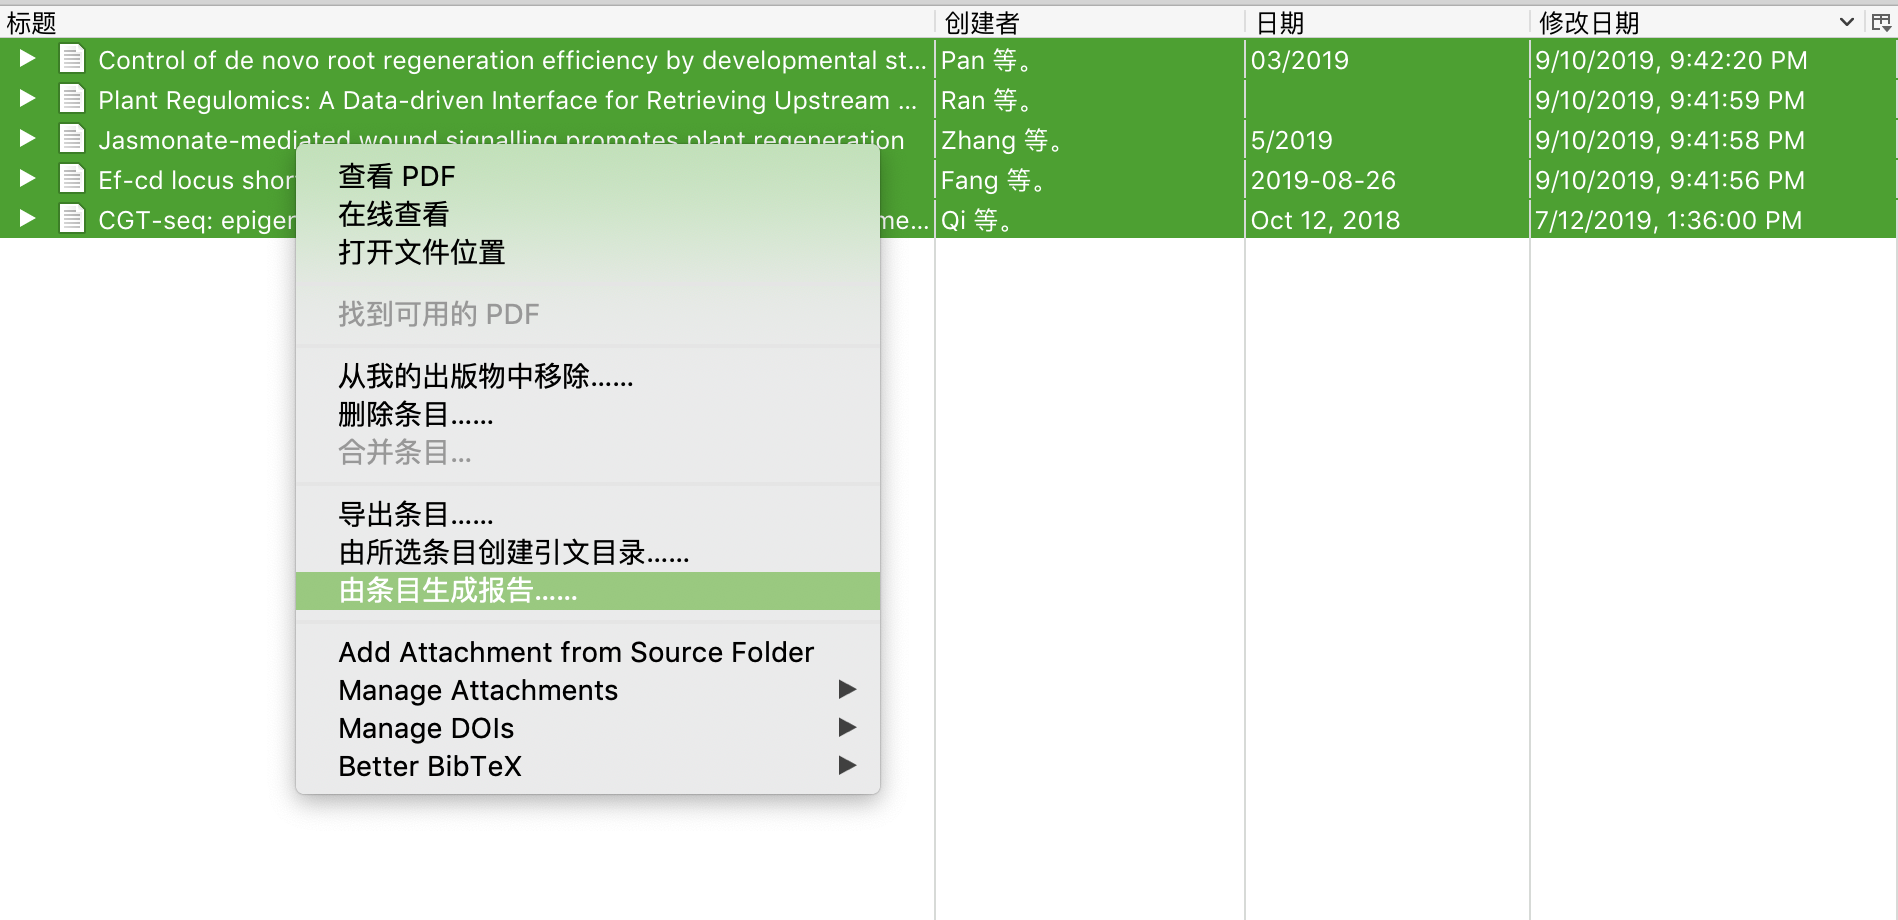 标题 创建者 日期 修改日期
Control of de novo root regeneration efficiency by developmental st... Pan 等。 03/2019 9/10/2019, 9:42:20 PM
Plant Regulomics: A Data-driven Interface for Retrieving Upstream ... Ran 等。 9/10/2019, 9:41:59 PM
Jasmonate-mediated wound signalling promotes plant regeneration Zhang 等。 5/2019 9/10/2019, 9:41:58 PM
Ef-cd locus shor Fang 等。 2019-08-26 9/10/2019, 9:41:56 PM
CGT-seq: epiger me... Qi 等。 Oct 12, 2018 7/12/2019, 1:36:00 PM
查看 PDF
在线查看
打开文件位置
找到可用的 PDF
从我的出版物中移除......
删除条目......
合并条目...
导出条目......
由所选条目创建引文目录......
由条目生成报告......
Add Attachment from Source Folder
Manage Attachments
Manage DOIs
Better BibTeX